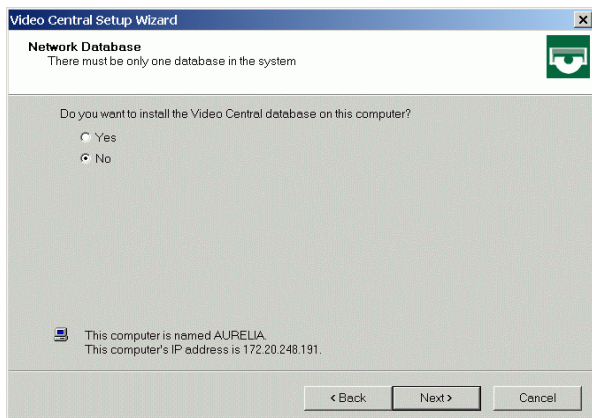 Video Central Setup Wizard
Network Database
There must be only one database in the system
Do you want to install the Video Central database on this computer?
Yes
No
This computer is named AURELIA.
This computer's IP address is 172.20.248.191.
< Back
Next >
Cancel